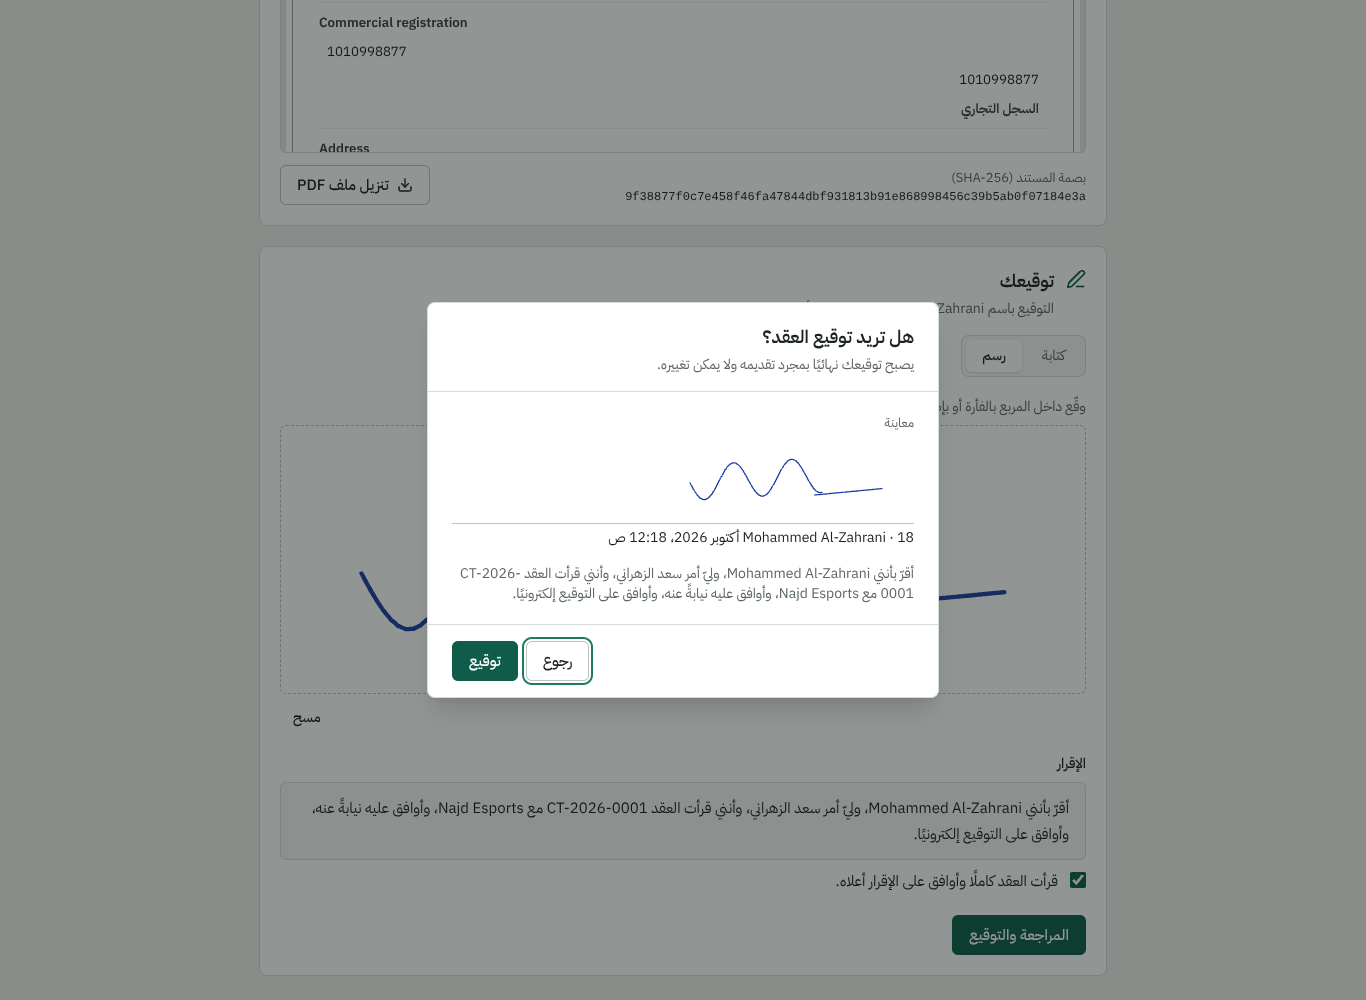 Commercial registration
1010998877
1010998877
السجل التجاري
Address
بصمة المستند (SHA-256)
9f38877f0c7e458f46fa47844dbf931813b91e868998456c39b5ab0f07184e3a
تنزيل ملف PDF
توقيعك
التوقيع باسم Zahrani
كتابة
رسم
وقّع داخل المربع بالفأرة أو
هل تريد توقيع العقد؟
يصبح توقيعك نهائيًا بمجرد تقديمه ولا يمكن تغييره.
معاينة
Mohammed Al-Zahrani · 18 أكتوبر 2026، 12:18 ص
أقرّ بأنني Mohammed Al-Zahrani، وليّ أمر سعد الزهراني، وأنني قرأت العقد CT-2026-
0001 مع Najd Esports، وأوافق عليه نيابةً عنه، وأوافق على التوقيع إلكترونيًا.
رجوع
توقيع
مسح
الإقرار
أقرّ بأنني Mohammed Al-Zahrani، وليّ أمر سعد الزهراني، وأنني قرأت العقد CT-2026-0001 مع Najd Esports، وأوافق عليه نيابةً عنه،
وأوافق على التوقيع إلكترونيًا.
قرأت العقد كاملًا وأوافق على الإقرار أعلاه.
المراجعة والتوقيع